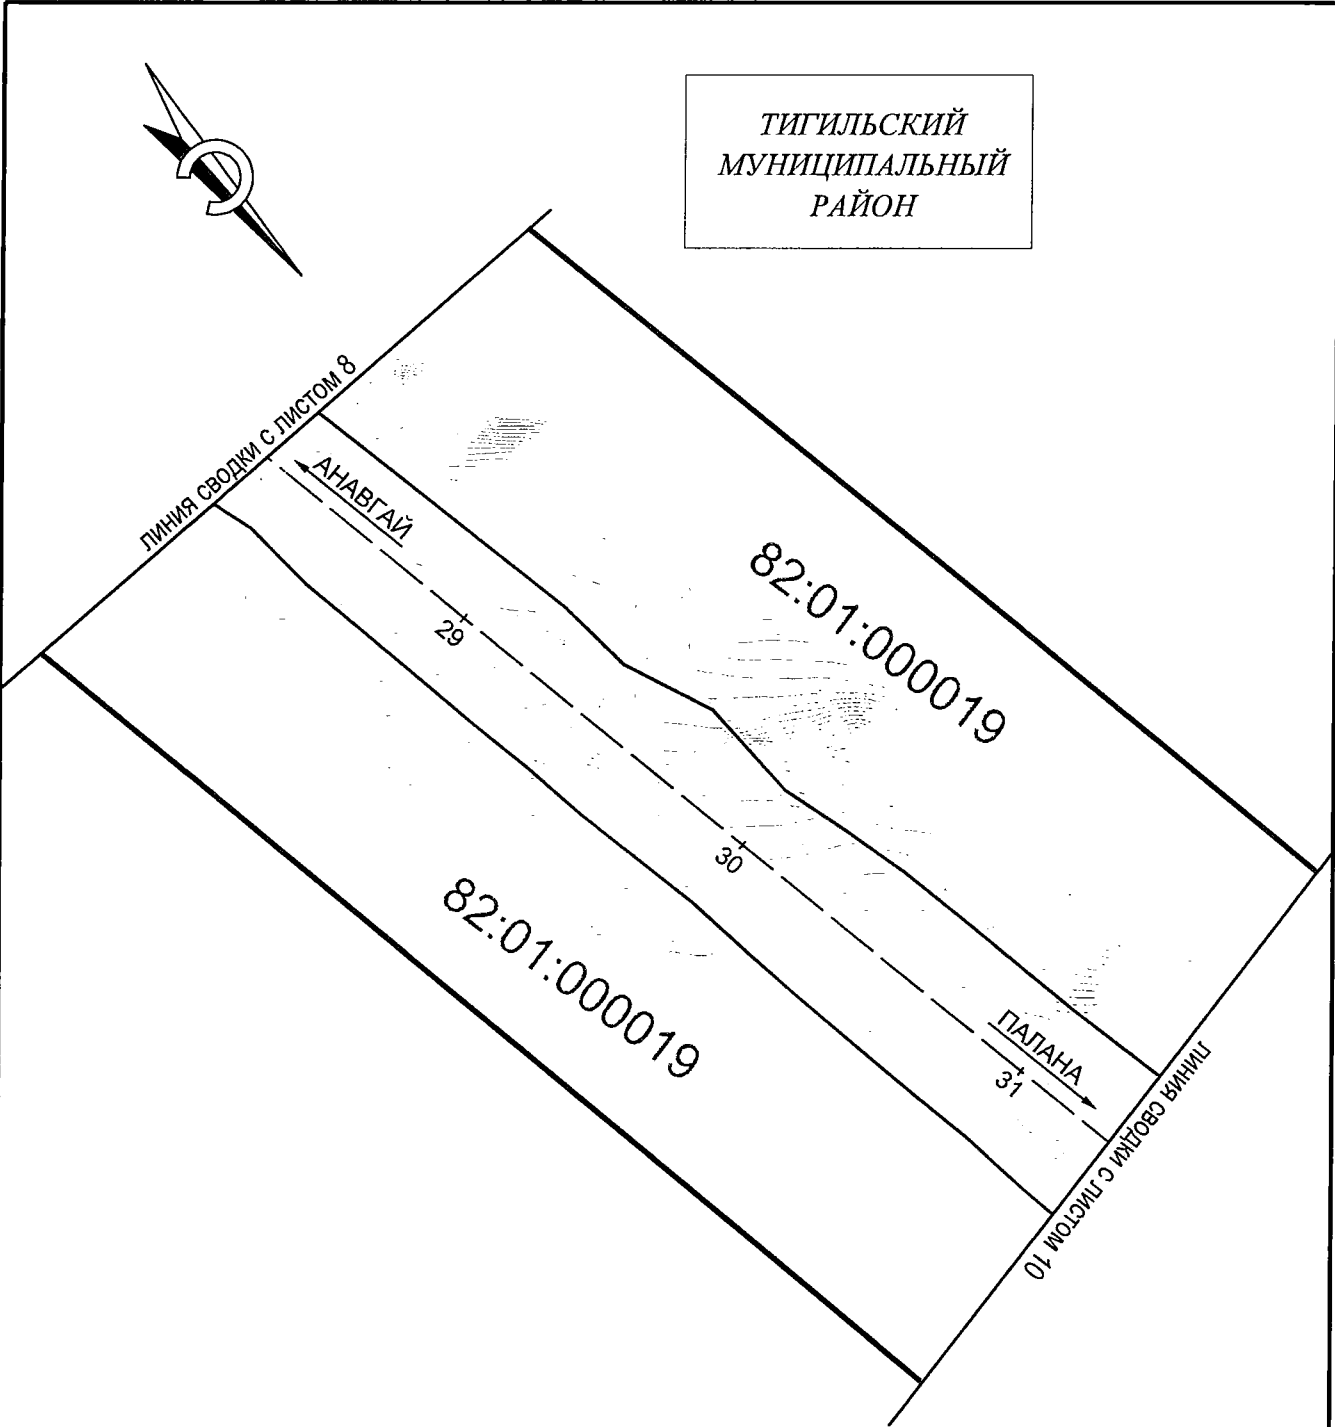 ТИГИЛЬСКИЙ
МУНИЦИПАЛЬНЫЙ
РАЙОН
С
ЛИНИЯ СВОДКИ С ЛИСТОМ 8
АНАВГАЙ
29
82:01:000019
30
82:01:000019
ПАЛАНА
31
ЛИНИЯ СВОДКИ С ЛИСТОМ 10